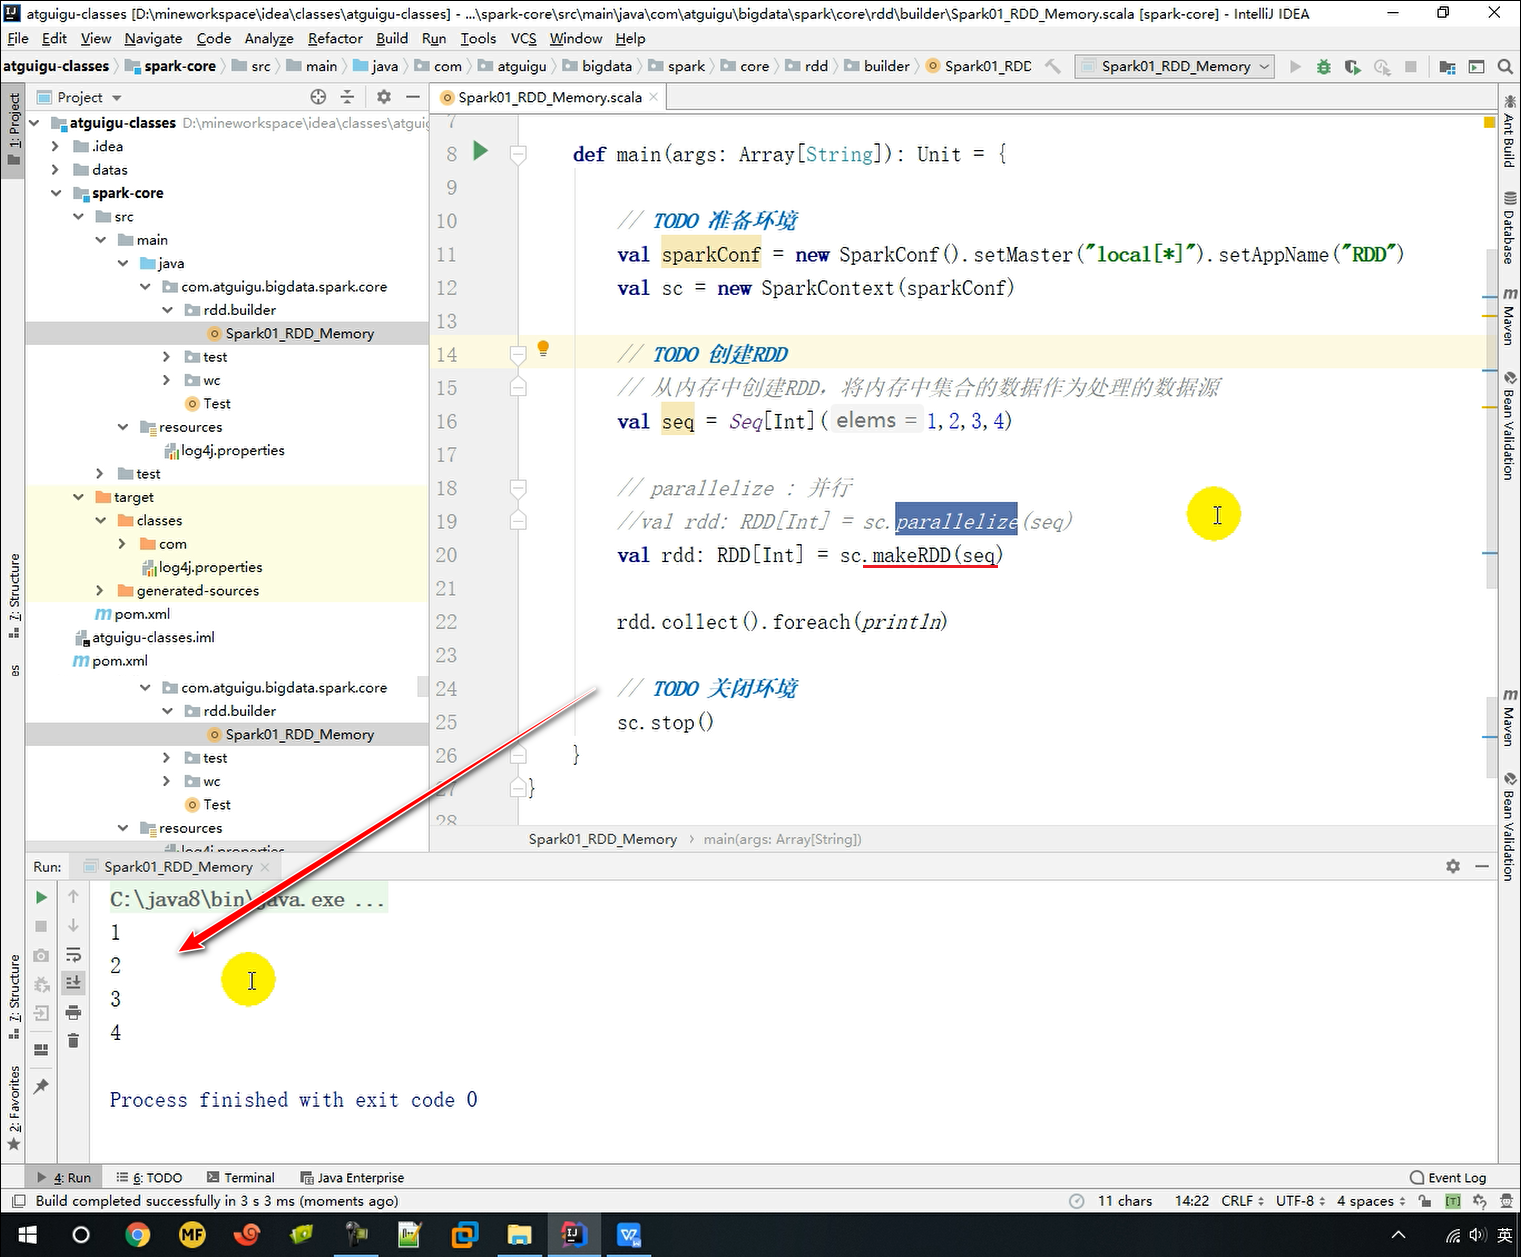 atguigu-classes [D:\mineworkspace\idea\classes\atguigu-classes] - ...\spark-core\src\main\java\com\atguigu\bigdata\spark\core\rdd\builder\Spark01_RDD_Memory.scala [spark-core] - IntelliJ IDEA
File Edit View Navigate Code Analyze Refactor Build Run Tools VCS Window Help
atguigu-classes spark-core src main java com atguigu bigdata spark core rdd builder Spark01_RDD Spark01_RDD_Memory
1: Project
Project
atguigu-classes D:\mineworkspace\idea\classes\atgui
.idea
datas
spark-core
src
main
java
com.atguigu.bigdata.spark.core
rdd.builder
Spark01_RDD_Memory
test
wc
Test
resources
log4j.properties
test
target
classes
com
log4j.properties
generated-sources
pom.xml
atguigu-classes.iml
pom.xml
com.atguigu.bigdata.spark.core
rdd.builder
Spark01_RDD_Memory
test
wc
Test
resources
log4j.properties
Spark01_RDD_Memory.scala
7
8 def main(args: Array[String]): Unit = {
9
10 // TODO 准备环境
11 val sparkConf = new SparkConf().setMaster("local[*]").setAppName("RDD")
12 val sc = new SparkContext(sparkConf)
13
14 // TODO 创建RDD
15 // 从内存中创建RDD，将内存中集合的数据作为处理的数据源
16 val seq = Seq[Int]( elems = 1,2,3,4)
17
18 // parallelize : 并行
19 //val rdd: RDD[Int] = sc.parallelize(seq)
20 val rdd: RDD[Int] = sc.makeRDD(seq)
21
22 rdd.collect().foreach(println)
23
24 // TODO 关闭环境
25 sc.stop()
26 }
27 }
28
Spark01_RDD_Memory main(args: Array[String])
Ant Build
Database
Maven
Bean Validation
Maven
Bean Validation
7: Structure
es
7: Structure
2: Favorites
Run: Spark01_RDD_Memory
C:\java8\bin\java.exe ...
1
2
3
4
Process finished with exit code 0
4: Run 6: TODO Terminal Java Enterprise Event Log
Build completed successfully in 3 s 3 ms (moments ago) 11 chars 14:22 CRLF UTF-8 4 spaces [T]
MF
英